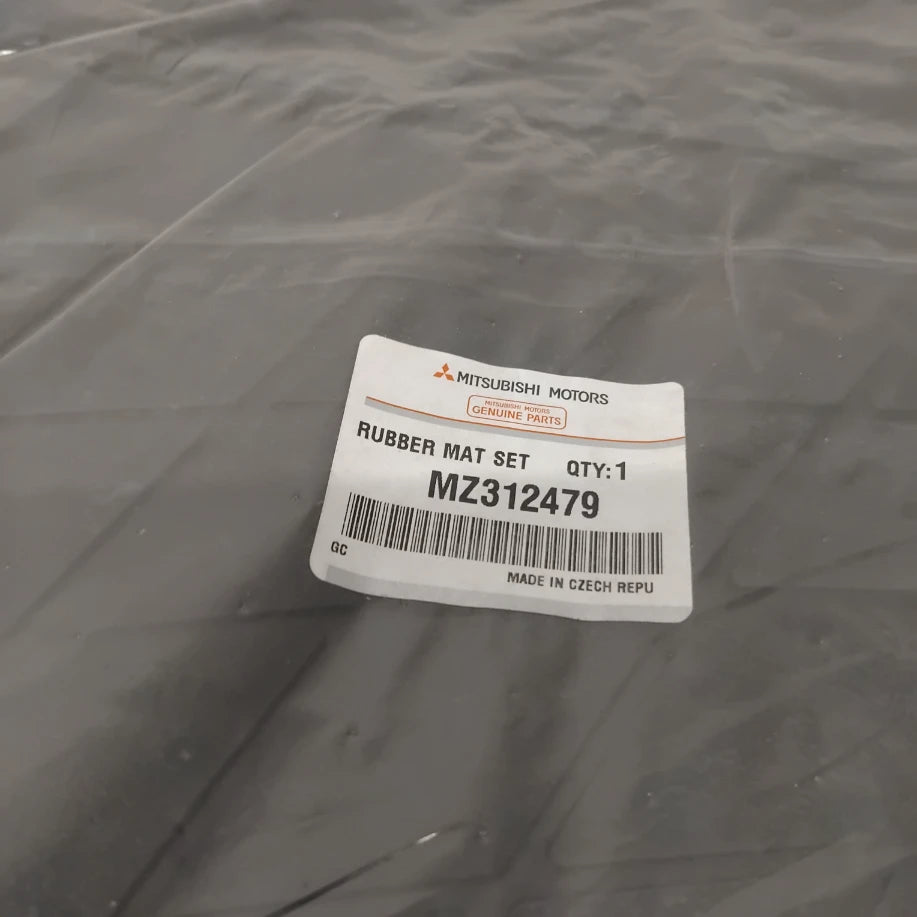 MITSUBISHI MOTORS
MITSUBISHI MOTORS
GENUINE PARTS
RUBBER MAT SET QTY: 1
MZ312479
GC
MADE IN CZECH REPU